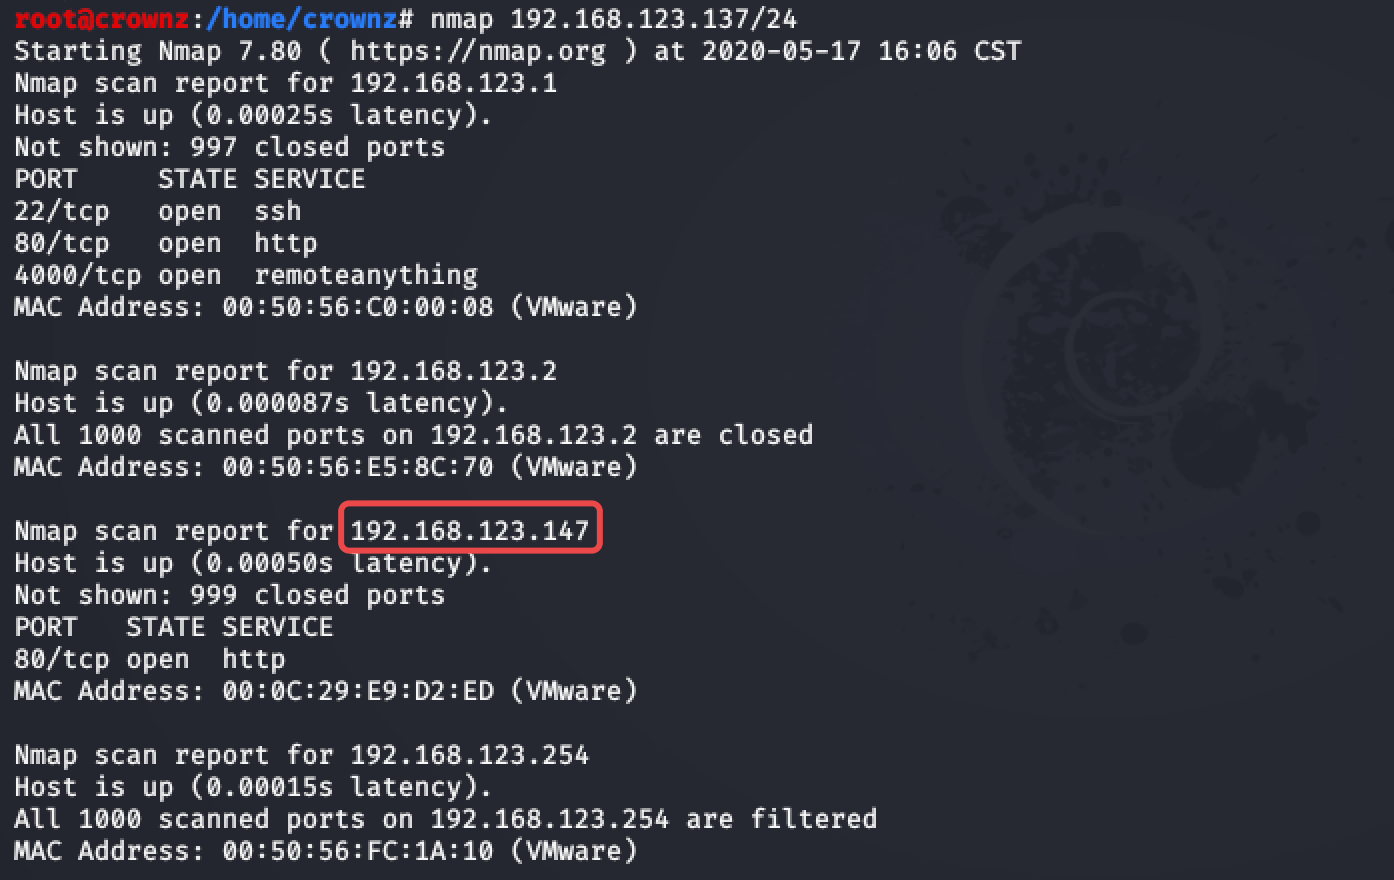 root@crownz:/home/crownz# nmap 192.168.123.137/24
Starting Nmap 7.80 ( https://nmap.org ) at 2020-05-17 16:06 CST
Nmap scan report for 192.168.123.1
Host is up (0.00025s latency).
Not shown: 997 closed ports
PORT     STATE SERVICE
22/tcp   open  ssh
80/tcp   open  http
4000/tcp open  remoteanything
MAC Address: 00:50:56:C0:00:08 (VMware)

Nmap scan report for 192.168.123.2
Host is up (0.000087s latency).
All 1000 scanned ports on 192.168.123.2 are closed
MAC Address: 00:50:56:E5:8C:70 (VMware)

Nmap scan report for 192.168.123.147
Host is up (0.00050s latency).
Not shown: 999 closed ports
PORT   STATE SERVICE
80/tcp open  http
MAC Address: 00:0C:29:E9:D2:ED (VMware)

Nmap scan report for 192.168.123.254
Host is up (0.00015s latency).
All 1000 scanned ports on 192.168.123.254 are filtered
MAC Address: 00:50:56:FC:1A:10 (VMware)